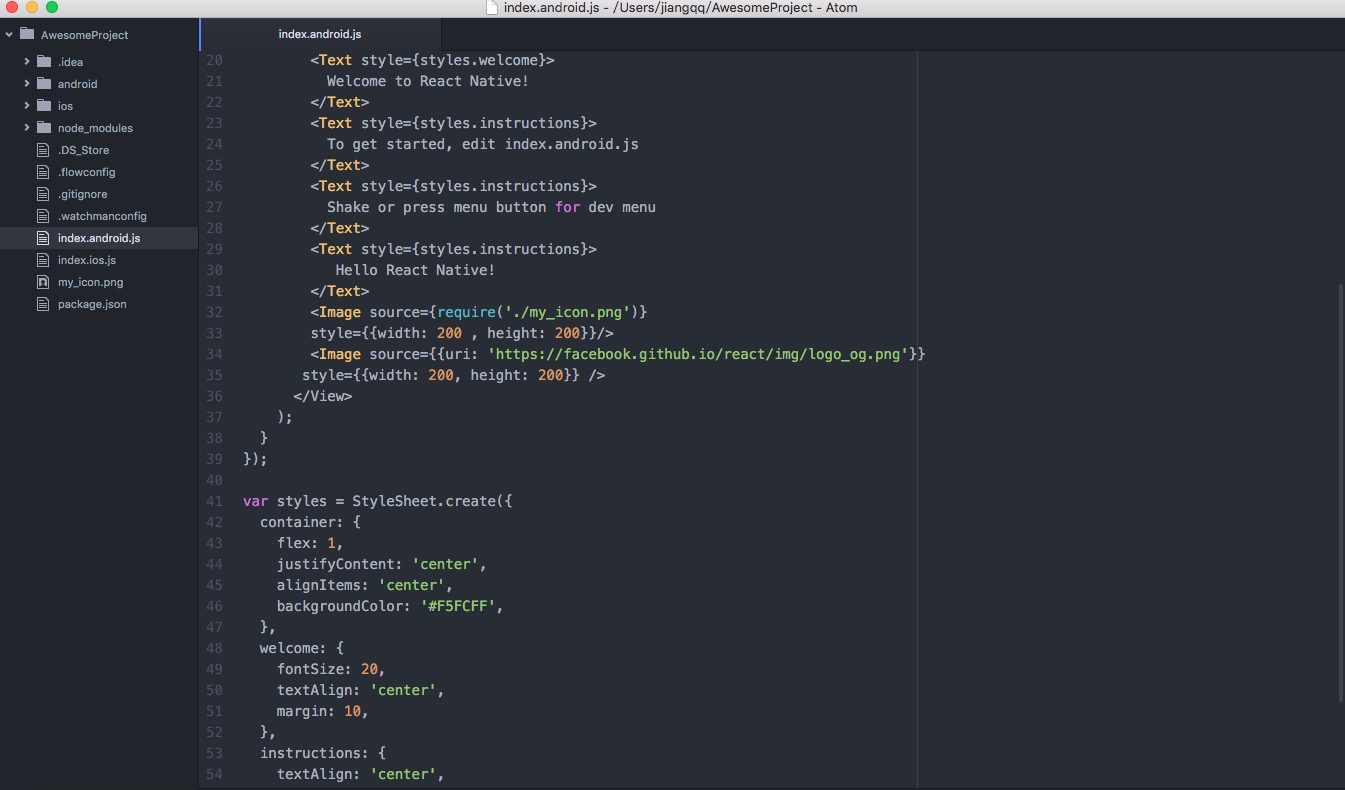 index.android.js - /Users/jiangqq/AwesomeProject - Atom
AwesomeProject
.idea
android
ios
node_modules
.DS_Store
.flowconfig
.gitignore
.watchmanconfig
index.android.js
index.ios.js
my_icon.png
package.json
index.android.js
20 <Text style={styles.welcome}>
21 Welcome to React Native!
22 </Text>
23 <Text style={styles.instructions}>
24 To get started, edit index.android.js
25 </Text>
26 <Text style={styles.instructions}>
27 Shake or press menu button for dev menu
28 </Text>
29 <Text style={styles.instructions}>
30 Hello React Native!
31 </Text>
32 <Image source={require('./my_icon.png')}
33 style={{width: 200 , height: 200}}/>
34 <Image source={{uri: 'https://facebook.github.io/react/img/logo_og.png'}}
35 style={{width: 200, height: 200}} />
36 </View>
37 );
38 }
39 });
40
41 var styles = StyleSheet.create({
42 container: {
43 flex: 1,
44 justifyContent: 'center',
45 alignItems: 'center',
46 backgroundColor: '#F5FCFF',
47 },
48 welcome: {
49 fontSize: 20,
50 textAlign: 'center',
51 margin: 10,
52 },
53 instructions: {
54 textAlign: 'center',